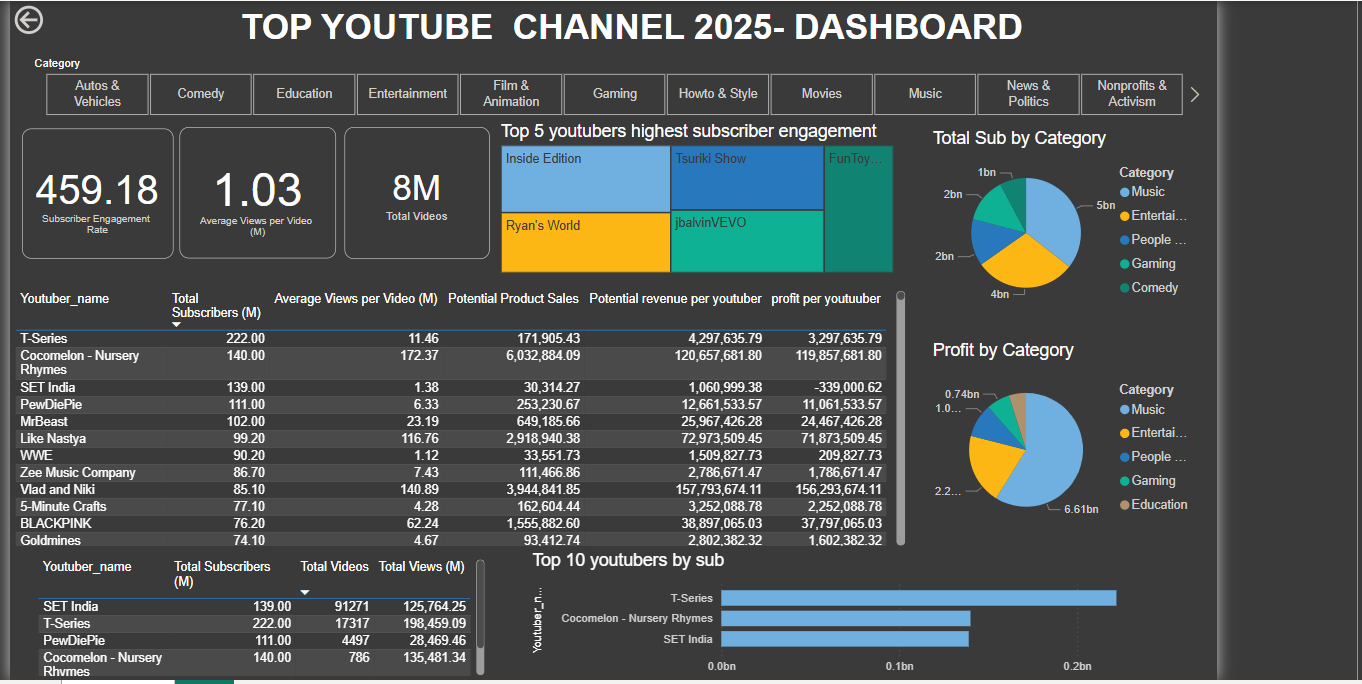 TOP YOUTUBE CHANNEL 2025- DASHBOARD
Category
Autos &
Vehicles
Comedy
Education
Entertainment
Film &
Animation
Gaming
Howto & Style
Movies
Music
News &
Politics
Nonprofits &
Activism
459.18
Subscriber Engagement
Rate
1.03
Average Views per Video
(M)
8M
Total Videos
Top 5 youtubers highest subscriber engagement
Inside Edition
Tsuriki Show
FunToy...
Ryan's World
jbalvinVEVO
Total Sub by Category
1bn
2bn
2bn
4bn
5bn
Category
Music
Entertai...
People ...
Gaming
Comedy
Youtuber_name Total Subscribers (M) Average Views per Video (M) Potential Product Sales Potential revenue per youtuber profit per youtuuber
T-Series 222.00 11.46 171,905.43 4,297,635.79 3,297,635.79
Cocomelon - Nursery Rhymes 140.00 172.37 6,032,884.09 120,657,681.80 119,857,681.80
SET India 139.00 1.38 30,314.27 1,060,999.38 -339,000.62
PewDiePie 111.00 6.33 253,230.67 12,661,533.57 11,061,533.57
MrBeast 102.00 23.19 649,185.66 25,967,426.28 24,467,426.28
Like Nastya 99.20 116.76 2,918,940.38 72,973,509.45 71,873,509.45
WWE 90.20 1.12 33,551.73 1,509,827.73 209,827.73
Zee Music Company 86.70 7.43 111,466.86 2,786,671.47 1,786,671.47
Vlad and Niki 85.10 140.89 3,944,841.85 157,793,674.11 156,293,674.11
5-Minute Crafts 77.10 4.28 162,604.44 3,252,088.78 2,252,088.78
BLACKPINK 76.20 62.24 1,555,882.60 38,897,065.03 37,797,065.03
Goldmines 74.10 4.67 93,412.74 2,802,382.32 1,602,382.32
Profit by Category
0.74bn
1.0...
2.2...
6.61bn
Category
Music
Entertai...
People ...
Gaming
Education
Youtuber_name Total Subscribers (M) Total Videos Total Views (M)
SET India 139.00 91271 125,764.25
T-Series 222.00 17317 198,459.09
PewDiePie 111.00 4497 28,469.46
Cocomelon - Nursery Rhymes 140.00 786 135,481.34
Top 10 youtubers by sub
Youtuber_n...
T-Series
Cocomelon - Nursery Rhymes
SET India
0.0bn 0.1bn 0.2bn